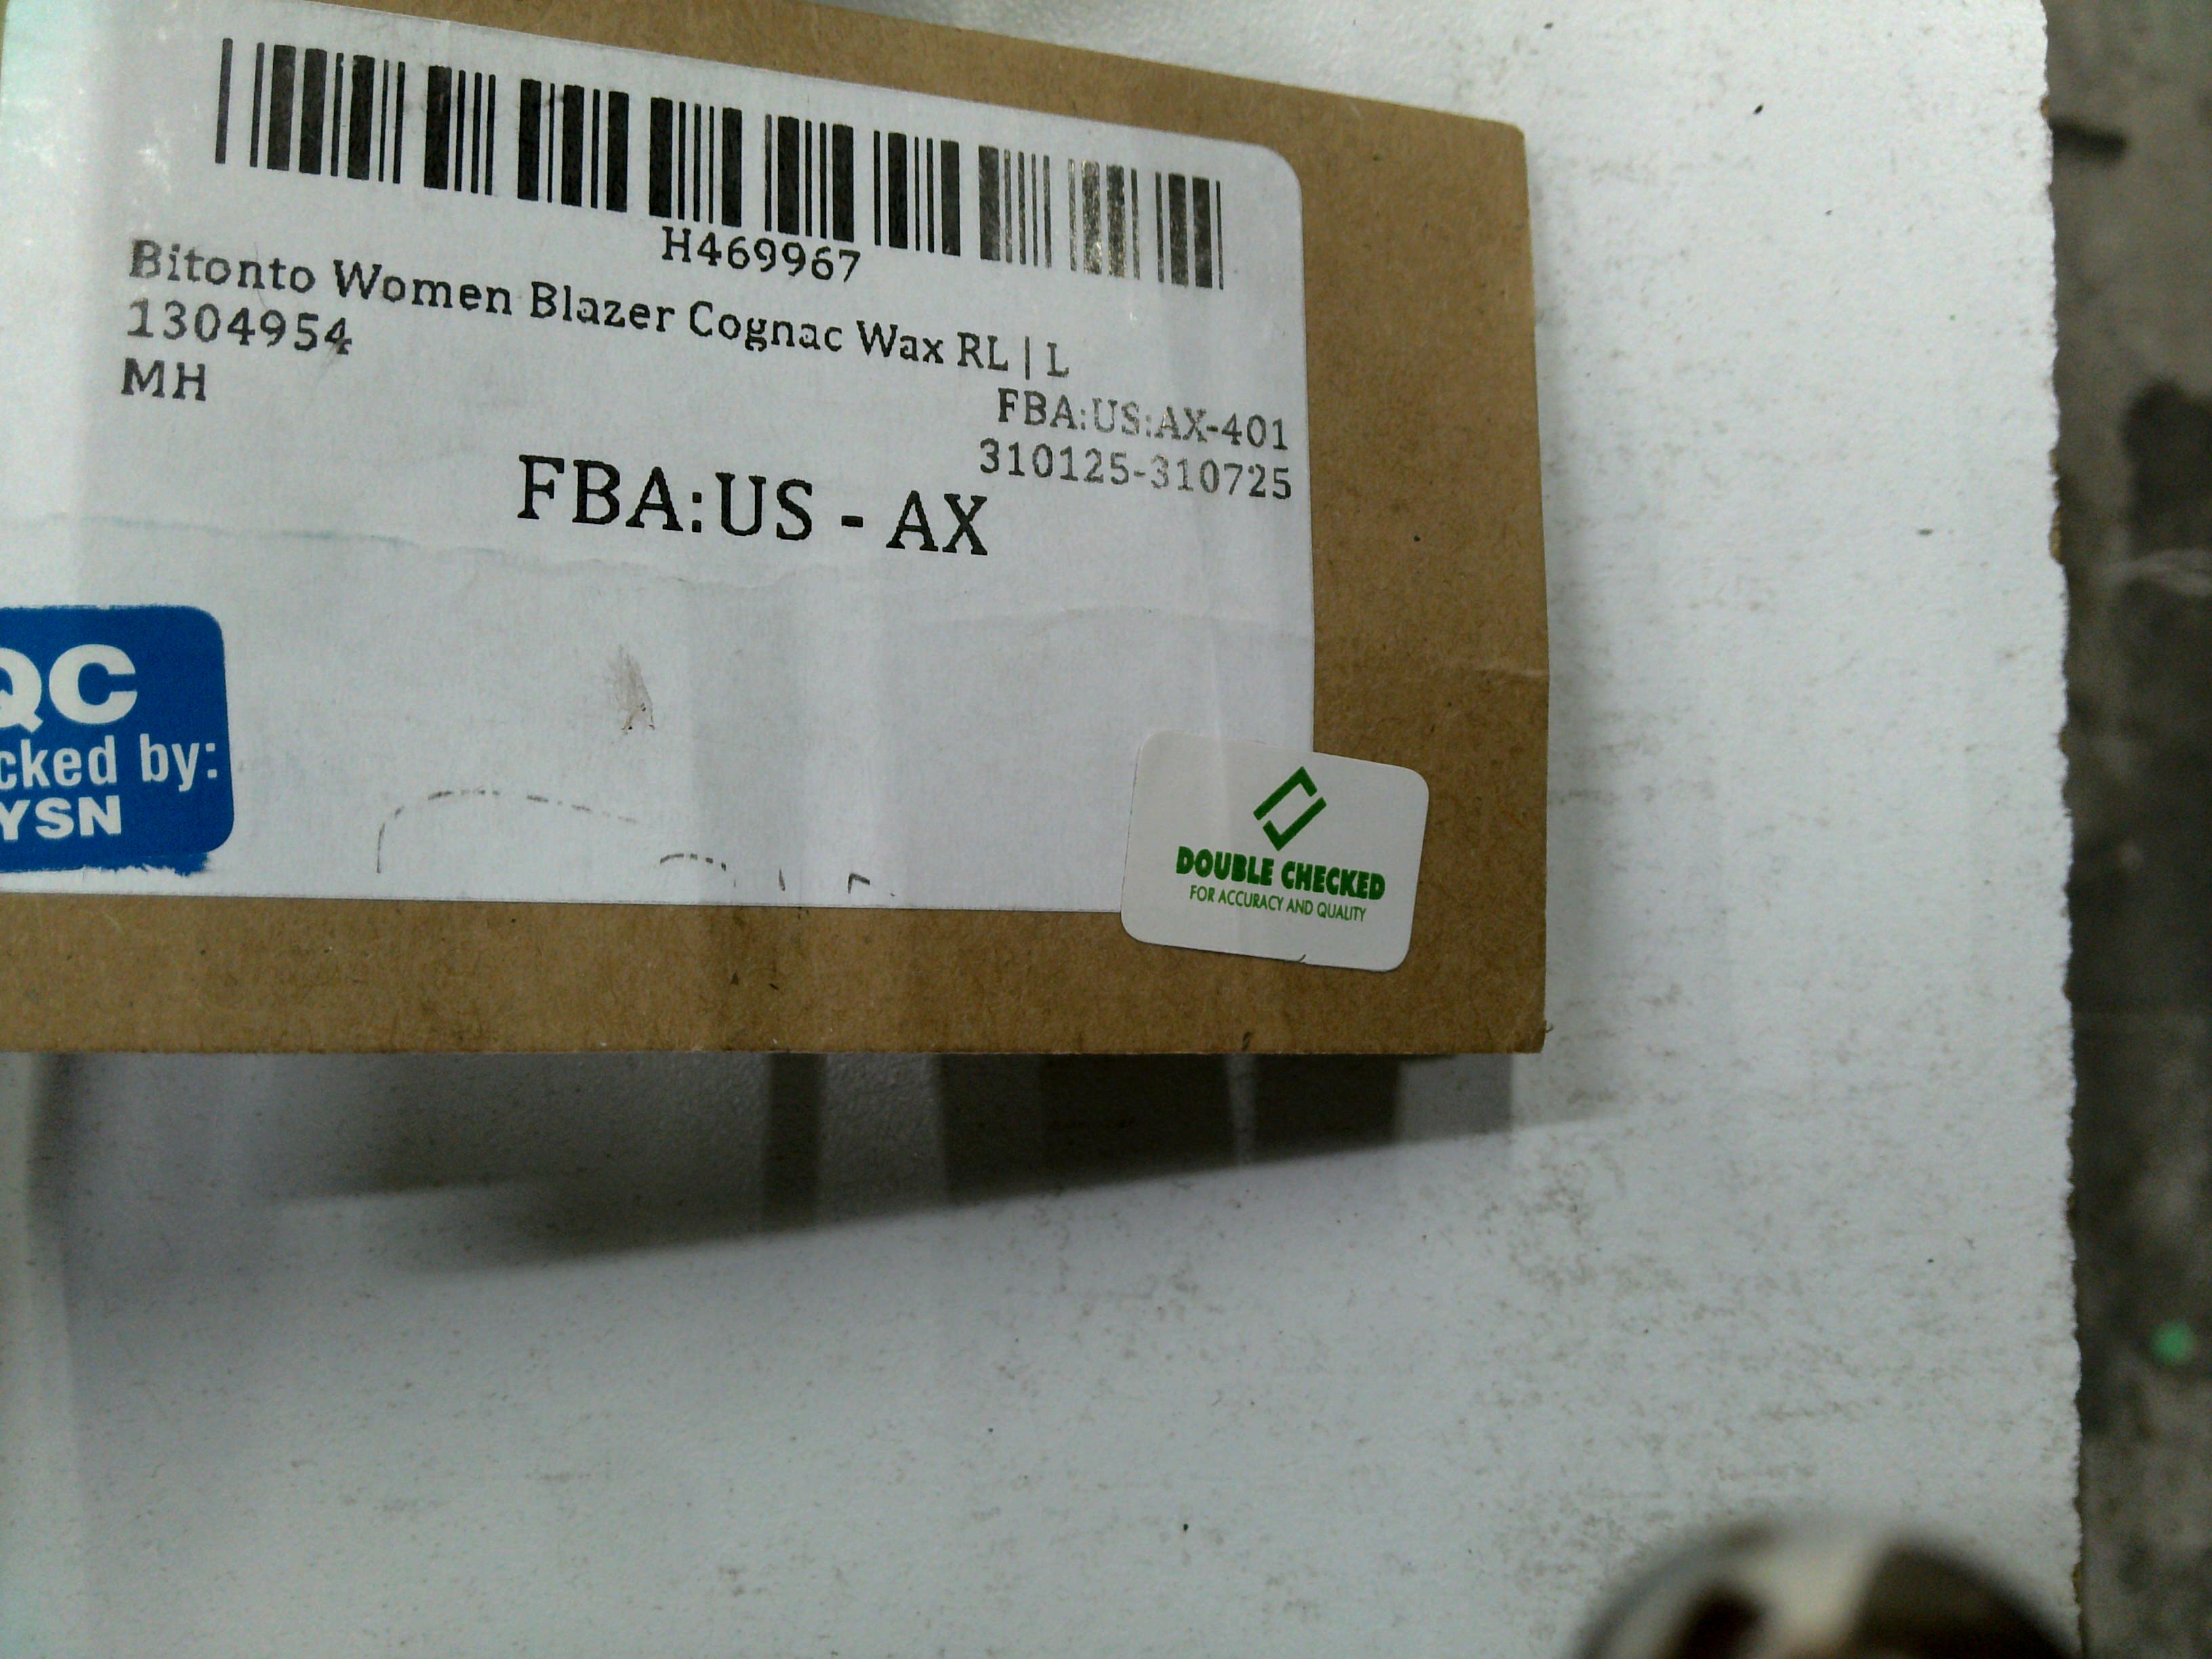 H469967
Bitonto Women Blazer Cognac Wax RL | L
1304954
MH
FBA:US:AX-401
310125-310725
FBA:US - AX
QC
cked by:
YSN
DOUBLE CHECKED
FOR ACCURACY AND QUALITY